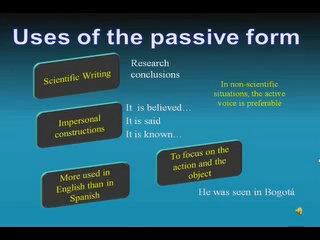 Uses of the passive form
Scientific Writing
Research
conclusions
In non-scientific
situations, the active
voice is preferable
Impersonal
constructions
It is believed…
It is said
It is known…
To focus on
the action and the
object
More used in
English than in
Spanish
He was seen in Bogotá